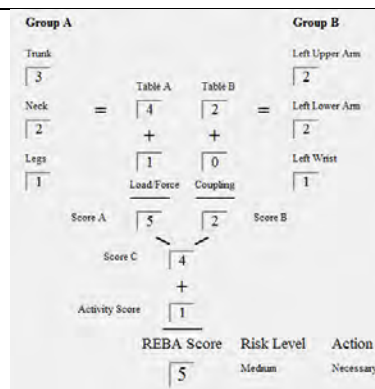 Group A Group B
Trunk Left Upper Arm
3 2
Table A Table B
Neck = 4 2 = Left Lower Arm
2 + + 2
Legs 1 0 Left Wrist
1 Load/Force Coupling 1
Score A 5 2 Score B
Score C 4
+
Activity Score 1
REBA Score Risk Level Action
5 Medium Necessary